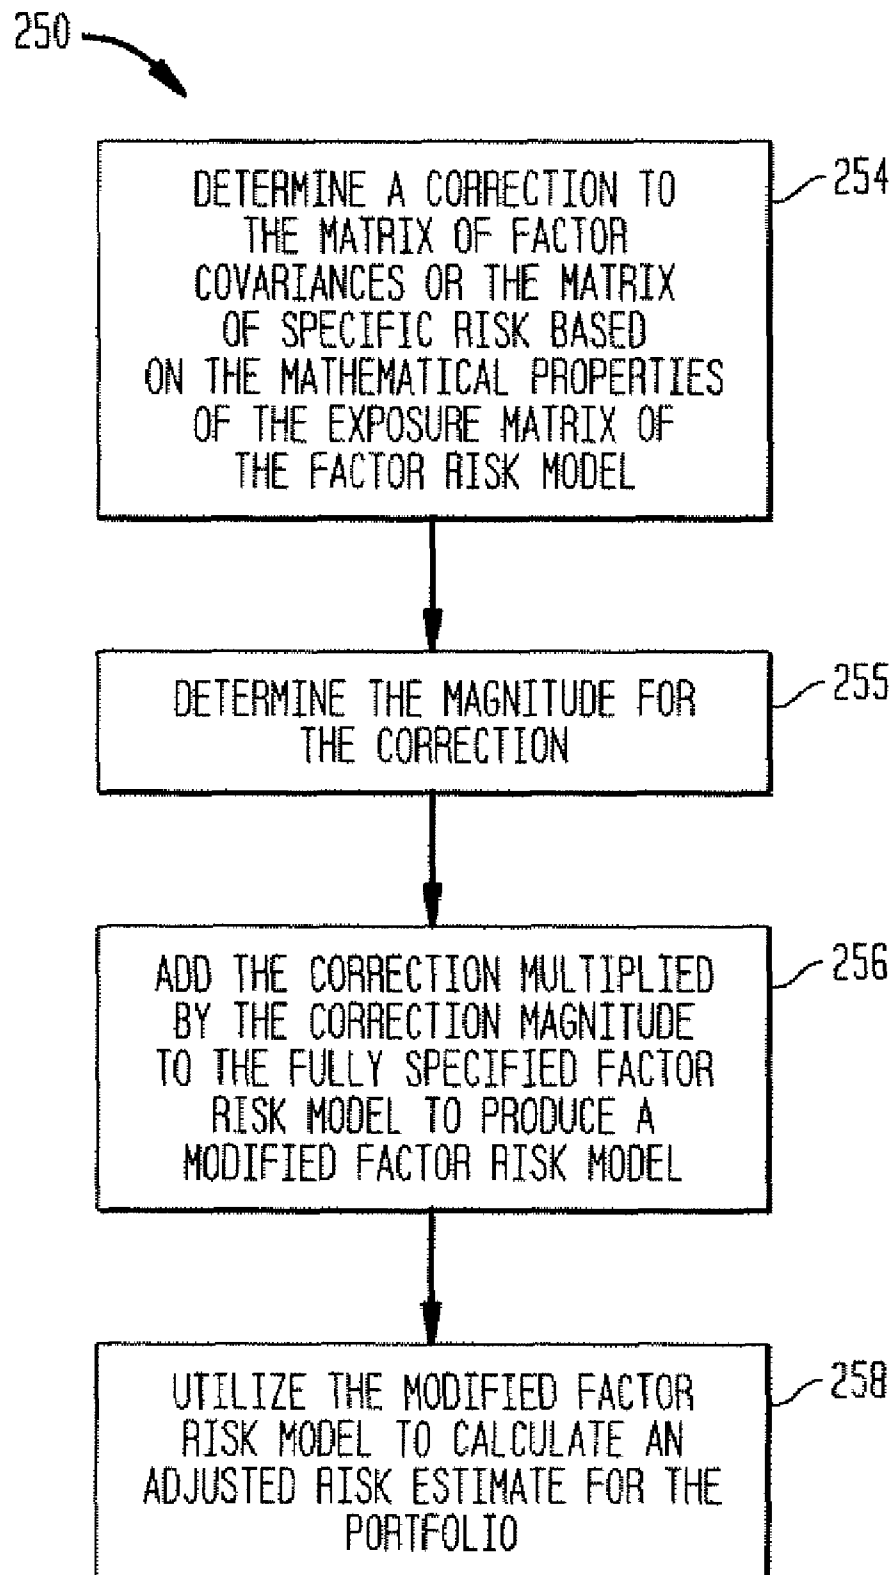 250
DETERMINE A CORRECTION TO
THE MATRIX OF FACTOR
COVARIANCES OR THE MATRIX
OF SPECIFIC RISK BASED
ON THE MATHEMATICAL PROPERTIES
OF THE EXPOSURE MATRIX OF
THE FACTOR RISK MODEL
254
DETERMINE THE MAGNITUDE FOR
THE CORRECTION
255
ADD THE CORRECTION MULTIPLIED
BY THE CORRECTION MAGNITUDE
TO THE FULLY SPECIFIED FACTOR
RISK MODEL TO PRODUCE A
MODIFIED FACTOR RISK MODEL
256
UTILIZE THE MODIFIED FACTOR
RISK MODEL TO CALCULATE AN
ADJUSTED RISK ESTIMATE FOR THE
PORTFOLIO
258